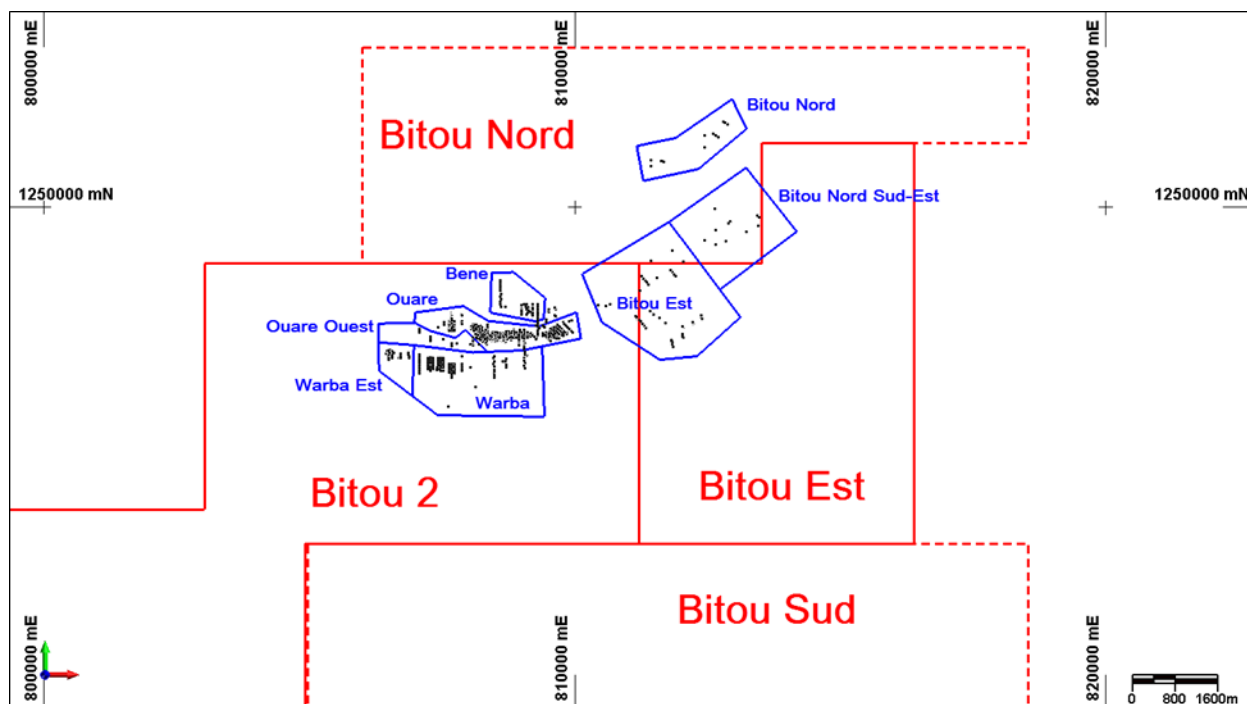 800000 mE
810000 mE
820000 mE
Bitou Nord
Bitou Nord
1250000 mN
Bitou Nord Sud-Est
1250000 mN
Bene
Ouare
Bitou Est
Ouare Ouest
Warba Est
Warba
Bitou 2
Bitou Est
Bitou Sud
800000 mE
810000 mE
820000 mE
0 800 1600m